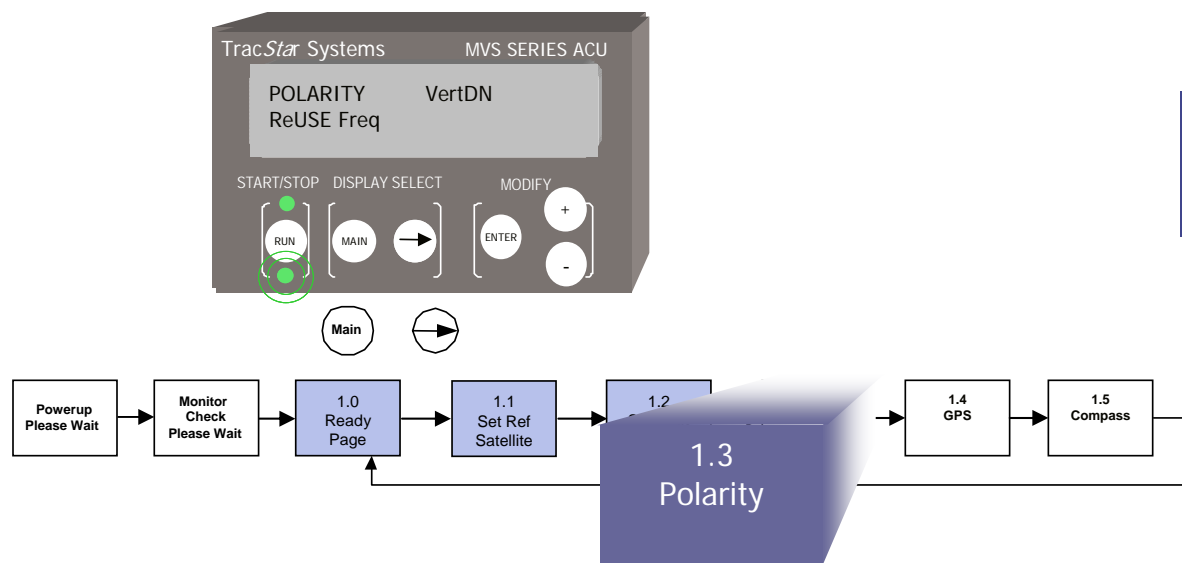 TracStar Systems MVS SERIES ACU
POLARITY VertDN
ReUSE Freq
START/STOP DISPLAY SELECT MODIFY
RUN MAIN ENTER + -
Main
Powerup
Please Wait
Monitor
Check
Please Wait
1.0
Ready
Page
1.1
Set Ref
Satellite
1.2
1.3
Polarity
1.4
GPS
1.5
Compass